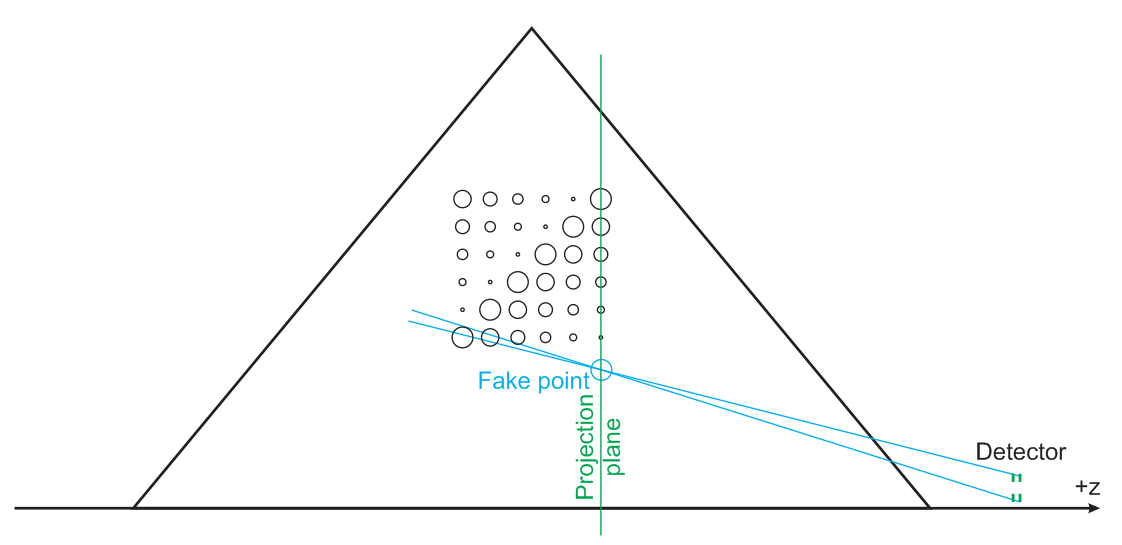 Fake point
Projection
plane
Detector
+z